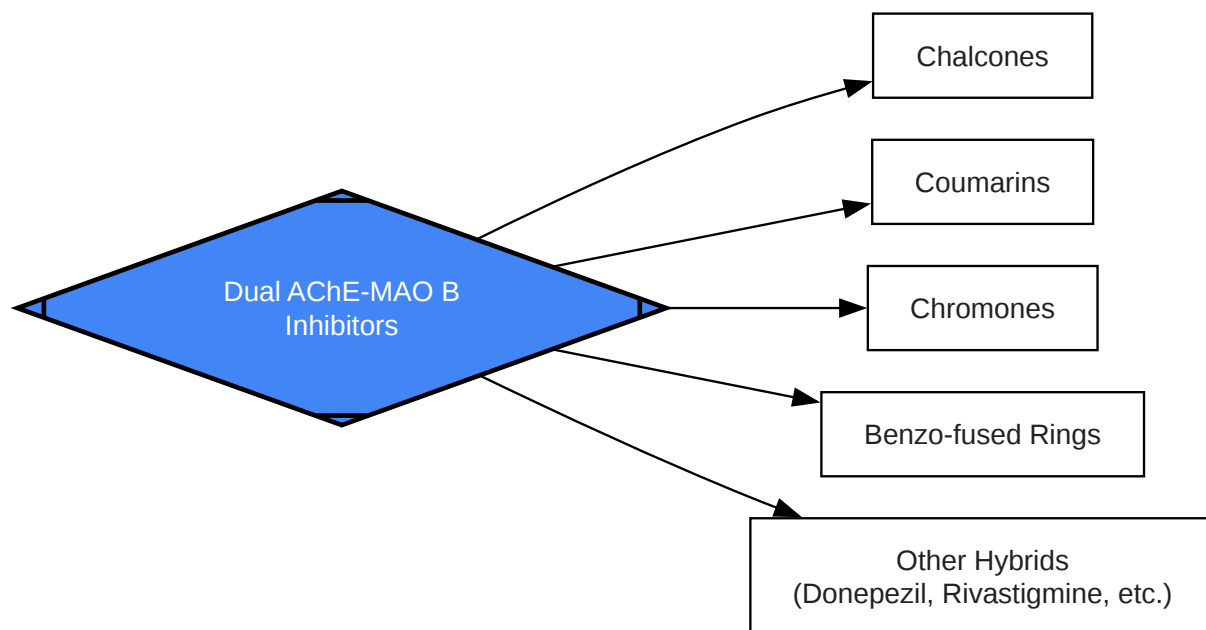 Chalcones
Coumarins
Dual AChE-MAO B
Inhibitors
Chromones
Benzo-fused Rings
Other Hybrids
(Donepezil, Rivastigmine, etc.)